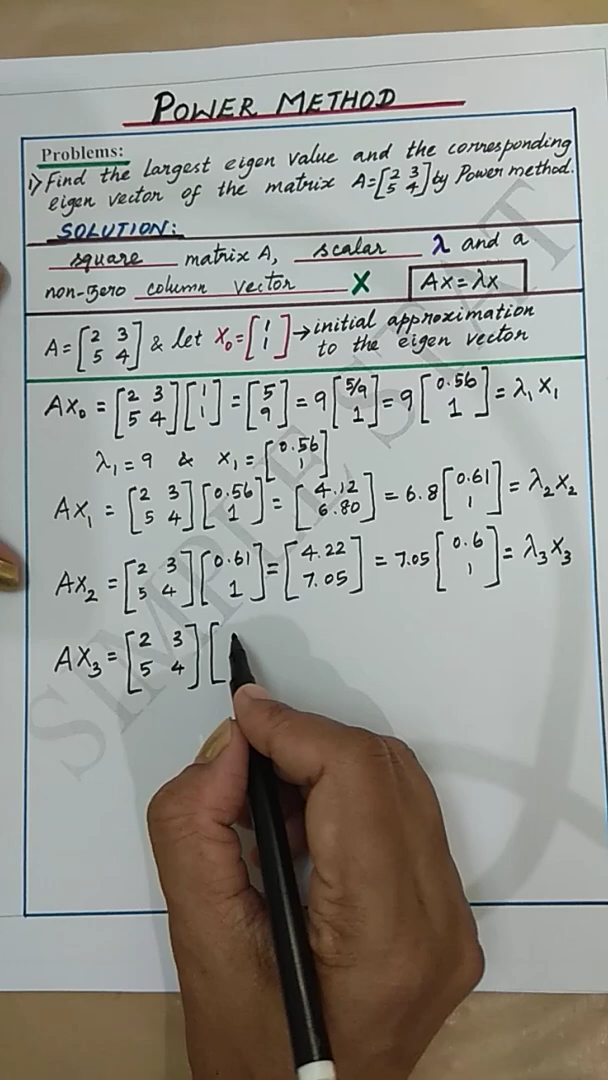 POWER METHOD
Problems:
1) Find the largest eigen value and the corresponding
eigen vector of the matrix A=[2 3; 5 4] by Power method.
SOLUTION:
square matrix A, scalar λ and a
non-zero column vector X AX=λX
A=[2 3; 5 4] & let X₀=[1; 1] → initial approximation
to the eigen vector
AX₀ = [2 3; 5 4][1; 1] = [5; 9] = 9[5/9; 1] = 9[0.56; 1] = λ₁X₁
λ₁=9 & X₁=[0.56; 1]
AX₁ = [2 3; 5 4][0.56; 1] = [4.12; 6.80] = 6.8[0.61; 1] = λ₂X₂
AX₂ = [2 3; 5 4][0.61; 1] = [4.22; 7.05] = 7.05[0.6; 1] = λ₃X₃
AX₃ = [2 3; 5 4][
SIMPLE STAT